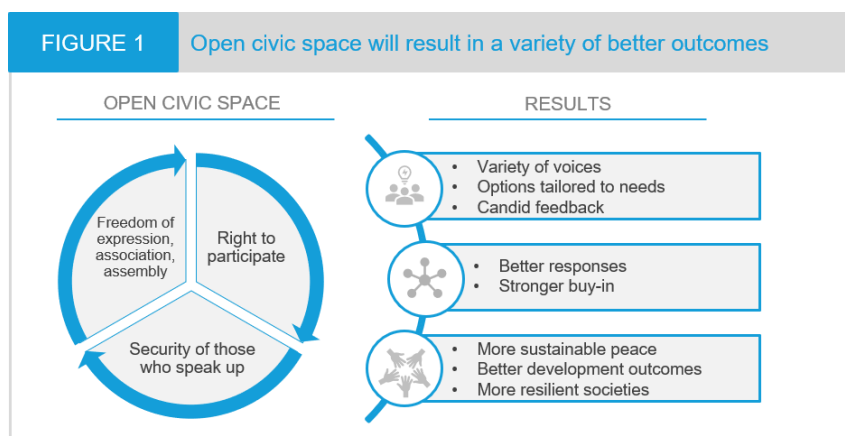 FIGURE 1
Open civic space will result in a variety of better outcomes
OPEN CIVIC SPACE
Freedom of
expression,
association,
assembly
Right to
participate
Security of those
who speak up
RESULTS
• Variety of voices
• Options tailored to needs
• Candid feedback
• Better responses
• Stronger buy-in
• More sustainable peace
• Better development outcomes
• More resilient societies